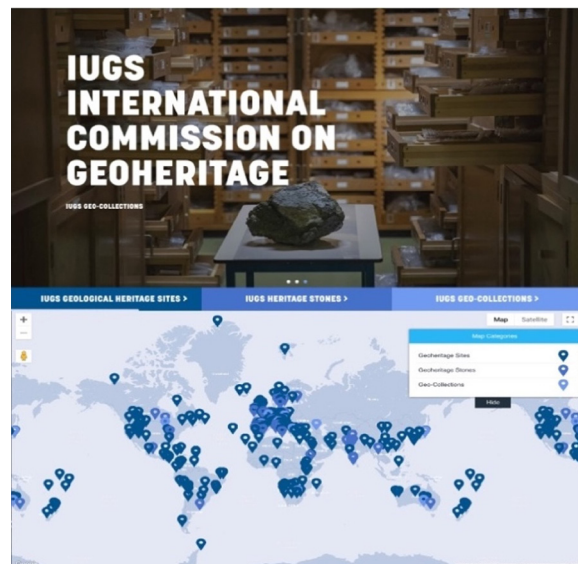 IUGS
INTERNATIONAL
COMMISSION ON
GEOHERITAGE
IUGS GEO-COLLECTIONS
IUGS GEOLOGICAL HERITAGE SITES >
IUGS HERITAGE STONES >
IUGS GEO-COLLECTIONS >
Map
Satellite
Map Categories
Geoheritage Sites
Geoheritage Stones
Geo-Collections
Hide